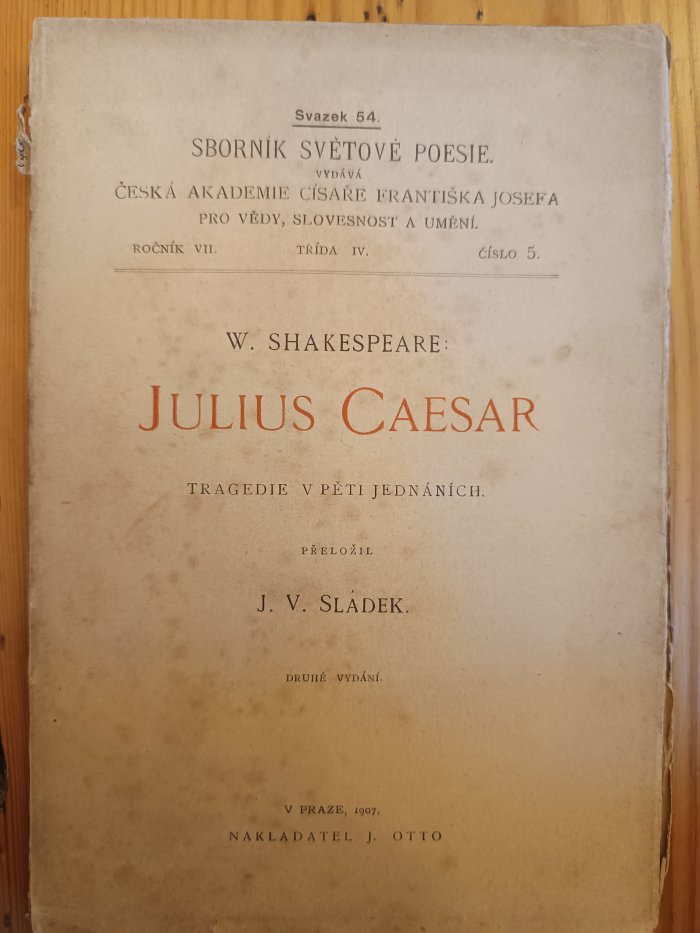 Svazek 54.
SBORNÍK SVĚTOVÉ POESIE.
VYDÁVÁ
ČESKÁ AKADEMIE CÍSAŘE FRANTIŠKA JOSEFA
PRO VĚDY, SLOVESNOST A UMĚNÍ.
ROČNÍK VII. TŘÍDA IV. ČÍSLO 5.
W. SHAKESPEARE:
JULIUS CAESAR
TRAGEDIE V PĚTI JEDNÁNÍCH.
PŘELOŽIL
J. V. SLÁDEK.
DRUHÉ VYDÁNÍ.
V PRAZE, 1907.
NAKLADATEL J. OTTO